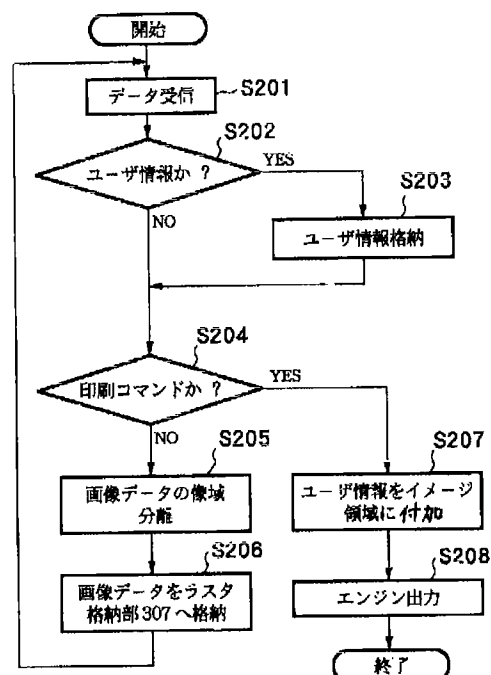 開始
データ受信
S201
S202
ユーザ情報か ?
YES
S203
NO
ユーザ情報格納
S204
印刷コマンドか ?
YES
NO
S205
S207
画像データの像域
分離
ユーザ情報をイメージ
領域に付加
S206
S208
画像データをラスタ
格納部307へ格納
エンジン出力
終了